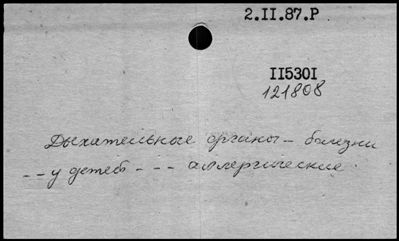 2.II.87.Р
II530I
121808
Дыхательные органы – болезни
– – у детей – – – аллергические.